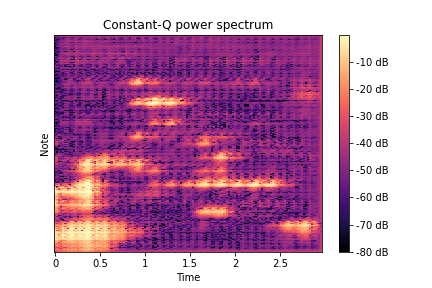 Constant-Q power spectrum
Note
-10 dB
-20 dB
-30 dB
-40 dB
-50 dB
-60 dB
-70 dB
-80 dB
0 0.5 1 1.5 2 2.5
Time